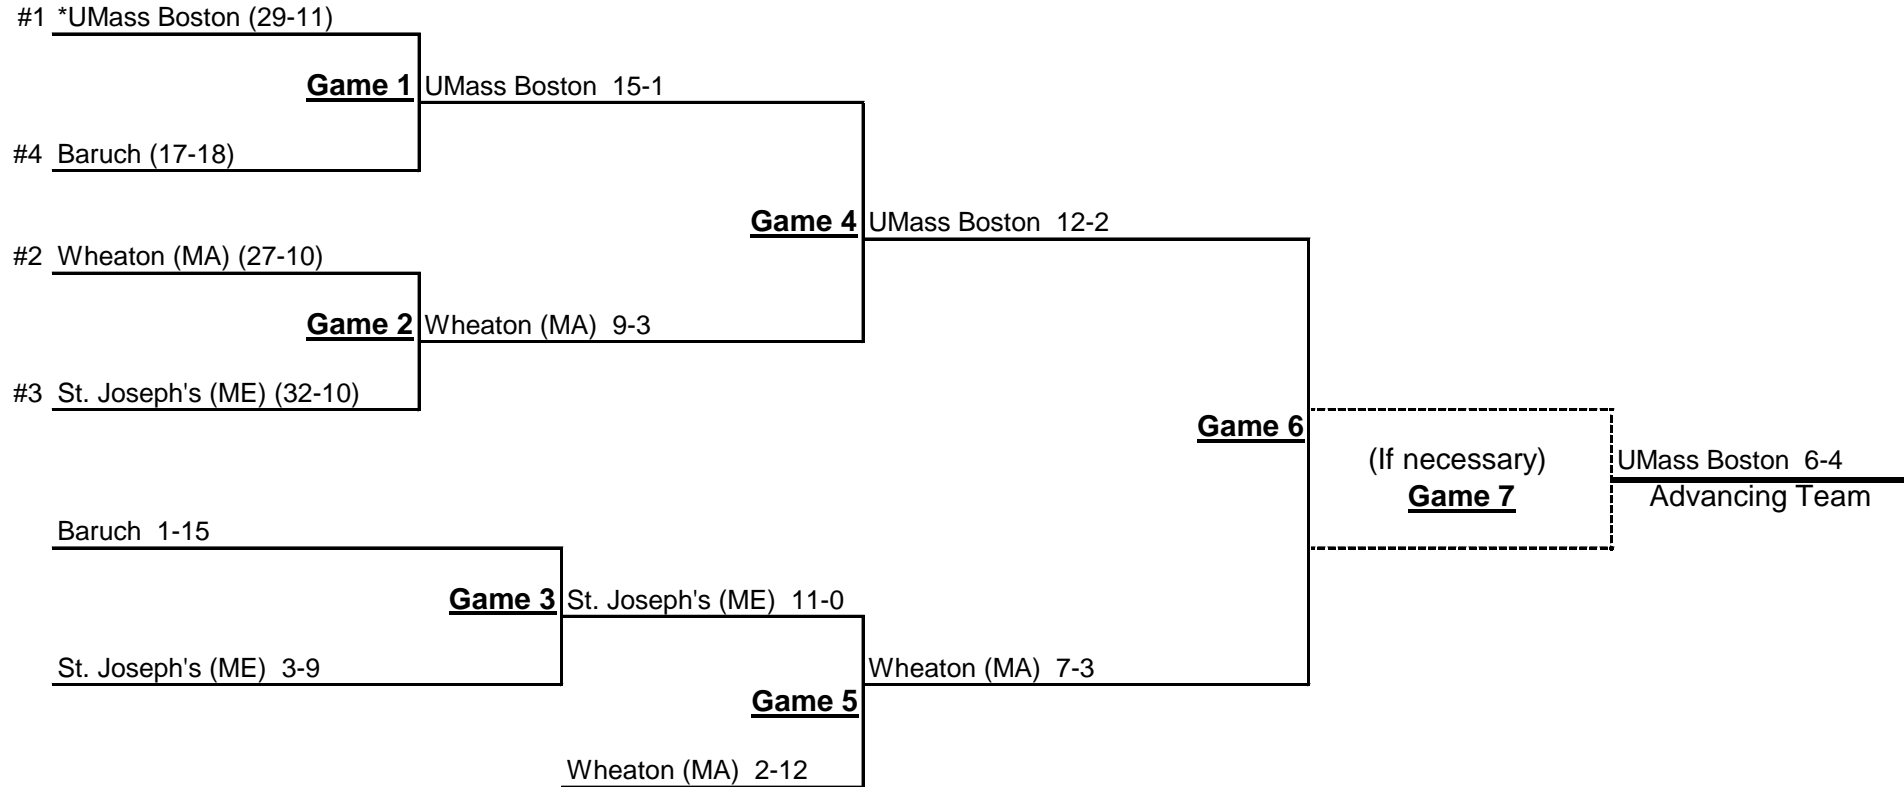 #1 *UMass Boston (29-11)
Game 1 UMass Boston 15-1
#4 Baruch (17-18)
Game 4 UMass Boston 12-2
#2 Wheaton (MA) (27-10)
Game 2 Wheaton (MA) 9-3
#3 St. Joseph's (ME) (32-10)
Game 6
(If necessary)
Game 7
UMass Boston 6-4
Advancing Team
Baruch 1-15
Game 3 St. Joseph's (ME) 11-0
St. Joseph's (ME) 3-9
Wheaton (MA) 7-3
Game 5
Wheaton (MA) 2-12